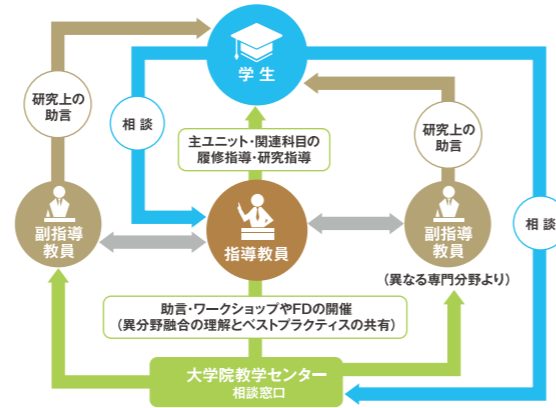 学生
研究上の
助言
相談
主ユニット・関連科目の
履修指導・研究指導
研究上の
助言
副指導
教員
指導教員
副指導
教員
相談
(異なる専門分野より)
助言・ワークショップやFDの開催
(異分野融合の理解とベストプラクティスの共有)
大学院教学センター
相談窓口